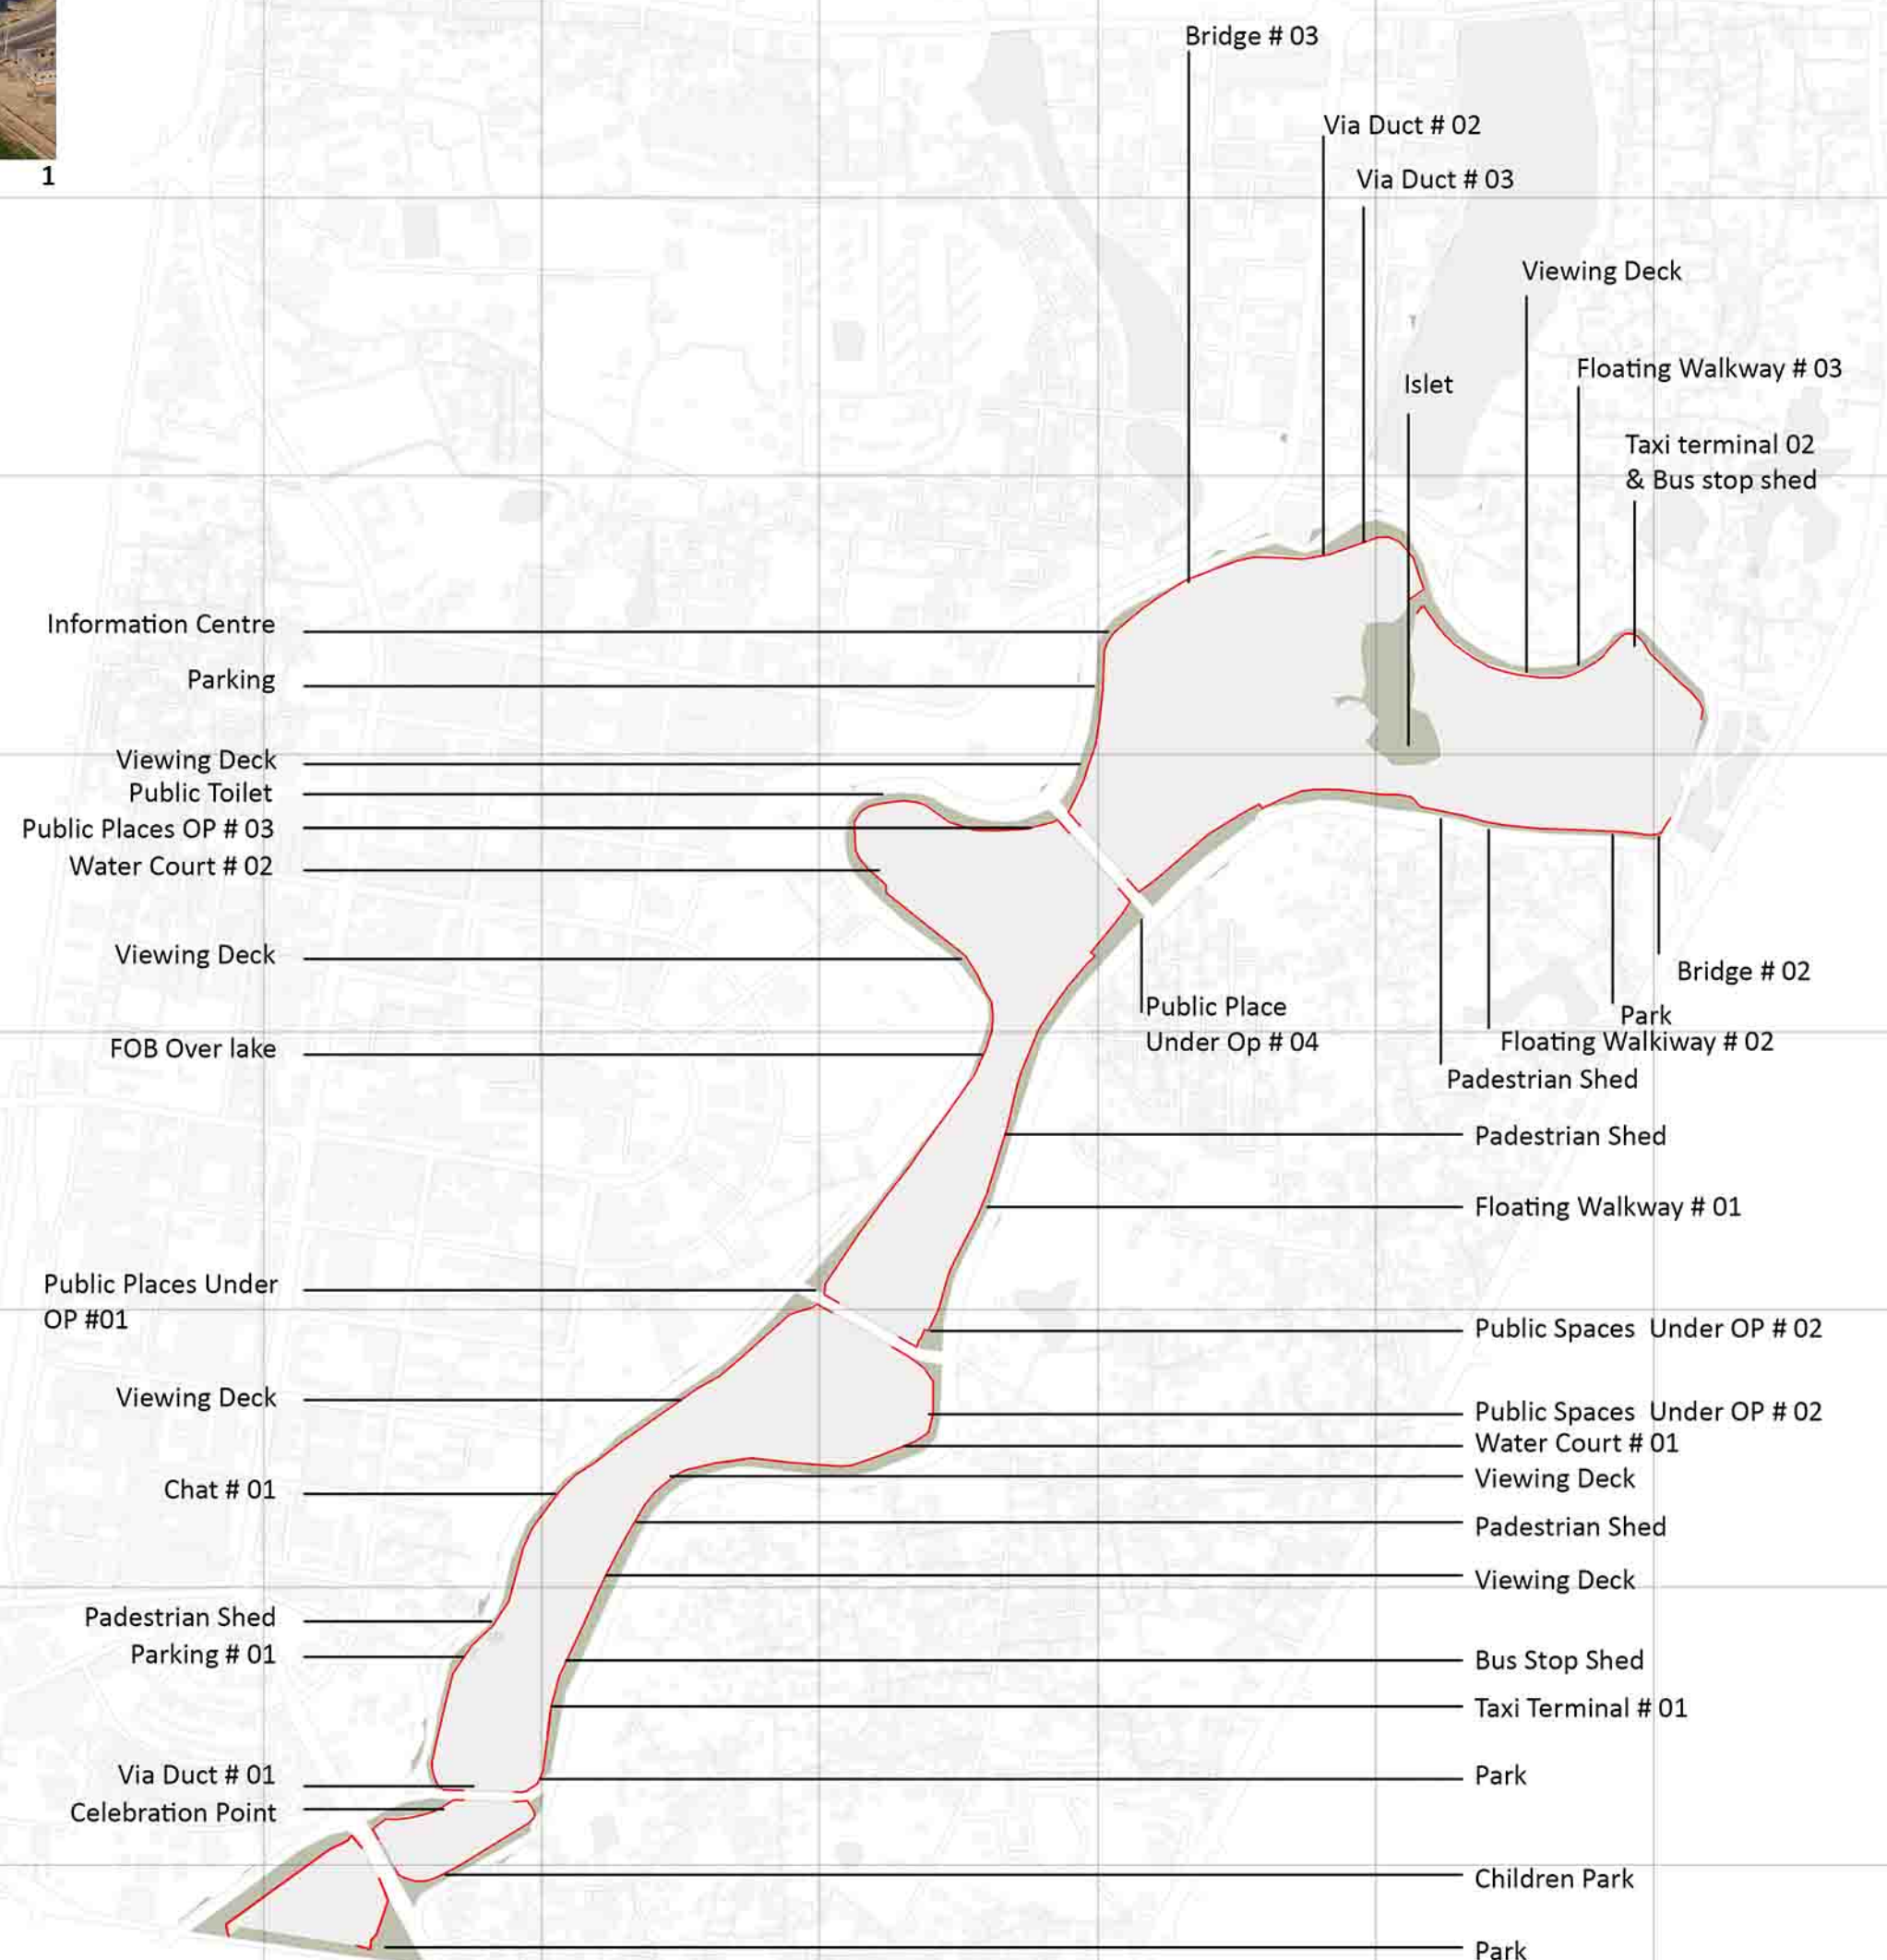 Bridge # 03
Via Duct # 02
1
Via Duct # 03
Viewing Deck
Floating Walkway # 03
Islet
Taxi terminal 02
& Bus stop shed
Information Centre
Parking
Viewing Deck
Public Toilet
Public Places OP # 03
Water Court # 02
Viewing Deck
FOB Over lake
Bridge # 02
Public Place
Under Op # 04
Park
Floating Walkiway # 02
Padestrian Shed
Padestrian Shed
Floating Walkway # 01
Public Places Under
OP #01
Public Spaces Under OP # 02
Viewing Deck
Public Spaces Under OP # 02
Water Court # 01
Viewing Deck
Chat # 01
Padestrian Shed
Viewing Deck
Padestrian Shed
Parking # 01
Bus Stop Shed
Taxi Terminal # 01
Via Duct # 01
Park
Celebration Point
Children Park
Park